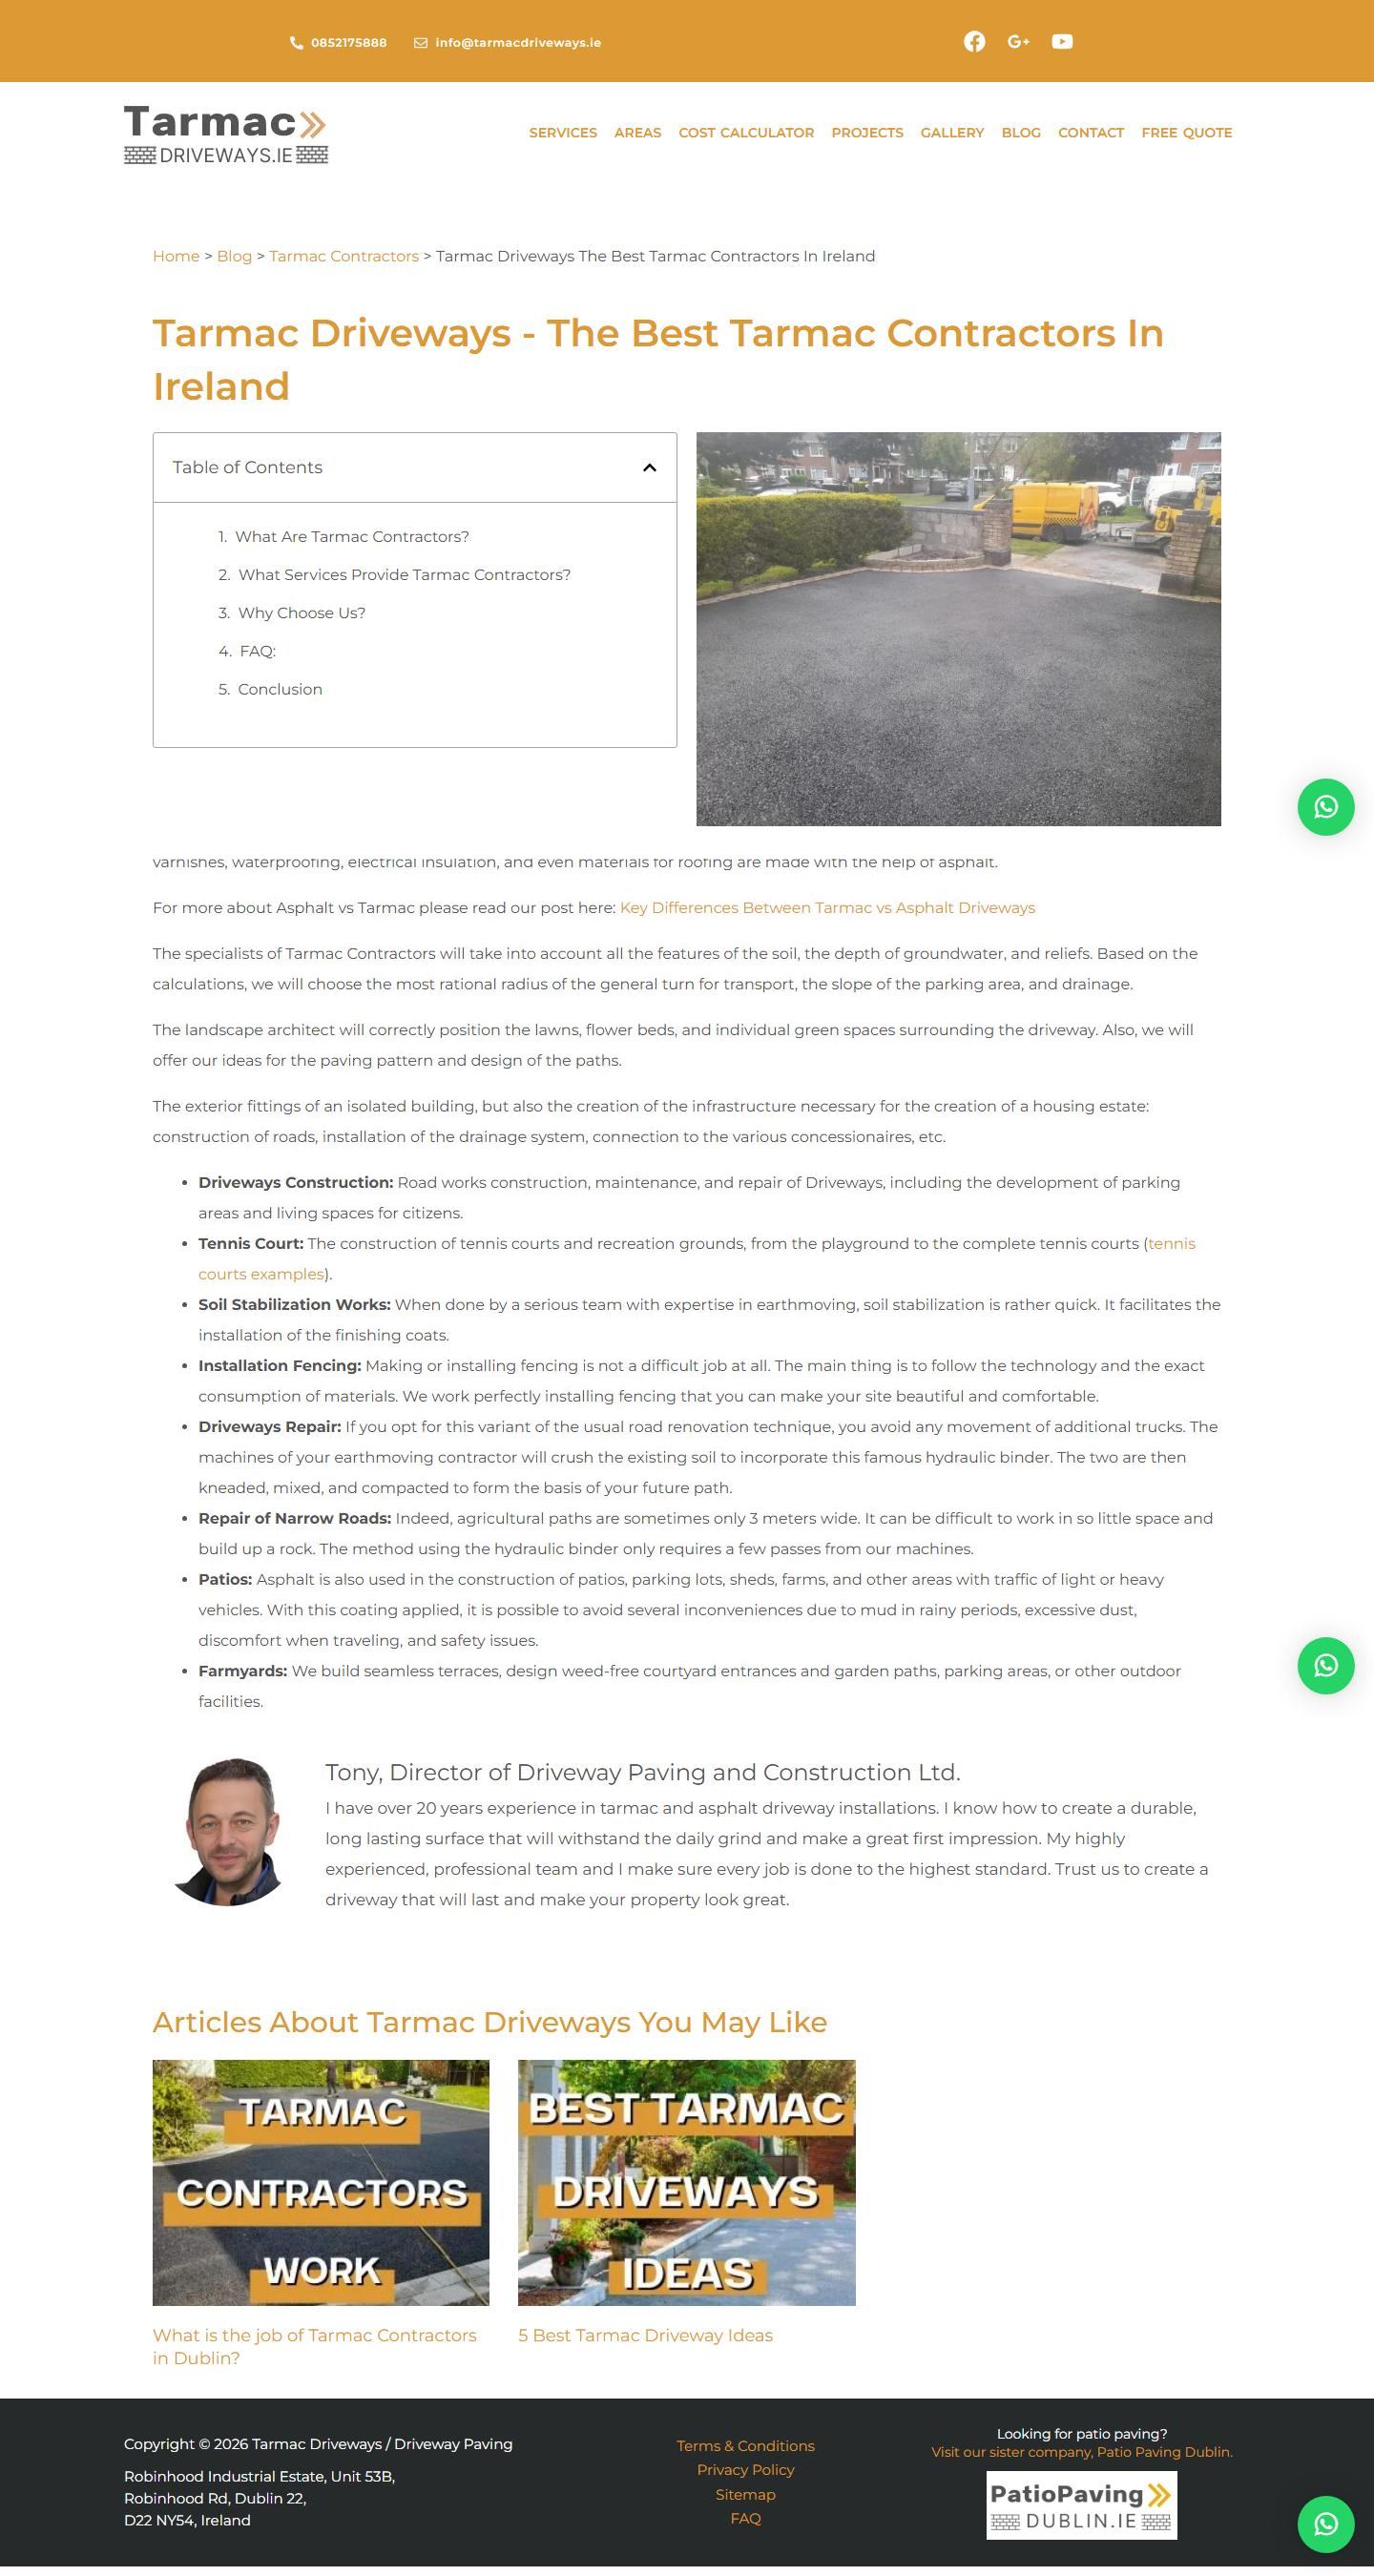 0852175888 info@tarmacdriveways.ie
Tarmac
DRIVEWAYS.IE
SERVICES AREAS COST CALCULATOR PROJECTS GALLERY BLOG CONTACT FREE QUOTE
Home > Blog > Tarmac Contractors > Tarmac Driveways The Best Tarmac Contractors In Ireland
Tarmac Driveways - The Best Tarmac Contractors In
Ireland
Table of Contents
1. What Are Tarmac Contractors?
2. What Services Provide Tarmac Contractors?
3. Why Choose Us?
4. FAQ:
5. Conclusion
varnishes, waterproofing, electrical insulation, and even materials for roofing are made with the help of asphalt.
For more about Asphalt vs Tarmac please read our post here: Key Differences Between Tarmac vs Asphalt Driveways
The specialists of Tarmac Contractors will take into account all the features of the soil, the depth of groundwater, and reliefs. Based on the
calculations, we will choose the most rational radius of the general turn for transport, the slope of the parking area, and drainage.
The landscape architect will correctly position the lawns, flower beds, and individual green spaces surrounding the driveway. Also, we will
offer our ideas for the paving pattern and design of the paths.
The exterior fittings of an isolated building, but also the creation of the infrastructure necessary for the creation of a housing estate:
construction of roads, installation of the drainage system, connection to the various concessionaires, etc.
• Driveways Construction: Road works construction, maintenance, and repair of Driveways, including the development of parking
areas and living spaces for citizens.
• Tennis Court: The construction of tennis courts and recreation grounds, from the playground to the complete tennis courts (tennis
courts examples).
• Soil Stabilization Works: When done by a serious team with expertise in earthmoving, soil stabilization is rather quick. It facilitates the
installation of the finishing coats.
• Installation Fencing: Making or installing fencing is not a difficult job at all. The main thing is to follow the technology and the exact
consumption of materials. We work perfectly installing fencing that you can make your site beautiful and comfortable.
• Driveways Repair: If you opt for this variant of the usual road renovation technique, you avoid any movement of additional trucks. The
machines of your earthmoving contractor will crush the existing soil to incorporate this famous hydraulic binder. The two are then
kneaded, mixed, and compacted to form the basis of your future path.
• Repair of Narrow Roads: Indeed, agricultural paths are sometimes only 3 meters wide. It can be difficult to work in so little space and
build up a rock. The method using the hydraulic binder only requires a few passes from our machines.
• Patios: Asphalt is also used in the construction of patios, parking lots, sheds, farms, and other areas with traffic of light or heavy
vehicles. With this coating applied, it is possible to avoid several inconveniences due to mud in rainy periods, excessive dust,
discomfort when traveling, and safety issues.
• Farmyards: We build seamless terraces, design weed-free courtyard entrances and garden paths, parking areas, or other outdoor
facilities.
Tony, Director of Driveway Paving and Construction Ltd.
I have over 20 years experience in tarmac and asphalt driveway installations. I know how to create a durable,
long lasting surface that will withstand the daily grind and make a great first impression. My highly
experienced, professional team and I make sure every job is done to the highest standard. Trust us to create a
driveway that will last and make your property look great.
Articles About Tarmac Driveways You May Like
TARMAC
CONTRACTORS
WORK
BEST TARMAC
DRIVEWAYS
IDEAS
What is the job of Tarmac Contractors
in Dublin?
5 Best Tarmac Driveway Ideas
Copyright © 2026 Tarmac Driveways / Driveway Paving
Robinhood Industrial Estate, Unit 53B,
Robinhood Rd, Dublin 22,
D22 NY54, Ireland
Terms & Conditions
Privacy Policy
Sitemap
FAQ
Looking for patio paving?
Visit our sister company, Patio Paving Dublin.
PatioPaving
DUBLIN.IE